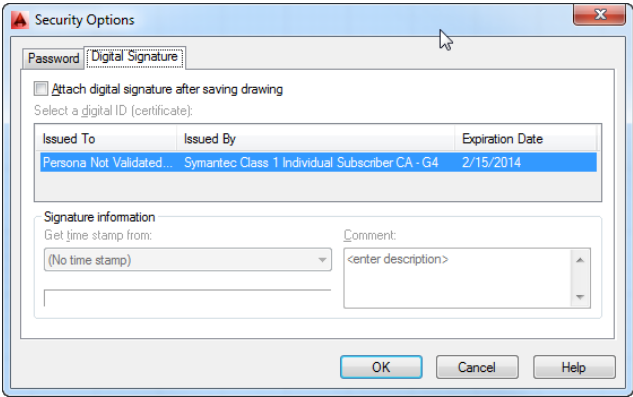 Security Options
Password Digital Signature
Attach digital signature after saving drawing
Select a digital ID (certificate):
Issued To Issued By Expiration Date
Persona Not Validated... Symantec Class 1 Individual Subscriber CA - G4 2/15/2014
Signature information
Get time stamp from: Comment:
(No time stamp) <enter description>
OK Cancel Help